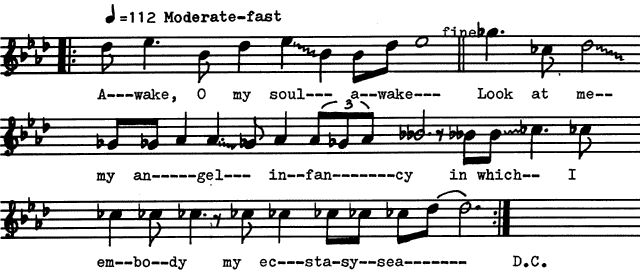 ♩=112 Moderate-fast
fine
A---wake, O my soul--- a--wake--- Look at me--
3
my an-----gel--- in--fan-------cy in which-- I
em--bo--dy my ec---sta-sy--sea------- D.C.